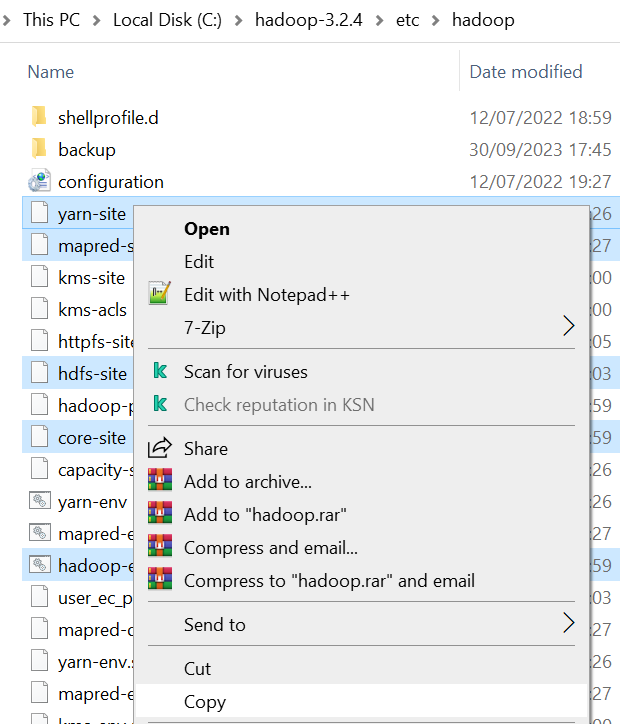 This PC > Local Disk (C:) > hadoop-3.2.4 > etc > hadoop
Name Date modified
shellprofile.d 12/07/2022 18:59
backup 30/09/2023 17:45
configuration 12/07/2022 19:27
yarn-site :26
mapred-s :27
kms-site :00
kms-acls :00
httpfs-site :05
hdfs-site :03
hadoop-p :59
core-site :59
capacity-s :26
yarn-env :26
mapred-e :27
hadoop-e :59
user_ec_p :03
mapred-q :27
yarn-env.s :26
mapred-e :27
Open
Edit
Edit with Notepad++
7-Zip
Scan for viruses
Check reputation in KSN
Share
Add to archive...
Add to "hadoop.rar"
Compress and email...
Compress to "hadoop.rar" and email
Send to
Cut
Copy